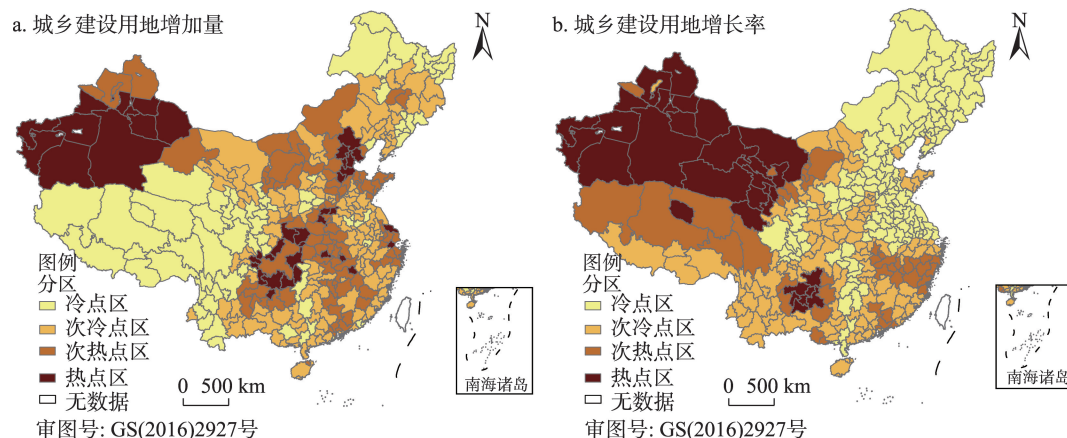 a. 城乡建设用地增加量
N
图例
分区
冷点区
次冷点区
次热点区
热点区
无数据
0 500 km
南海诸岛
审图号: GS(2016)2927号
b. 城乡建设用地增长率
N
图例
分区
冷点区
次冷点区
次热点区
热点区
无数据
0 500 km
南海诸岛
审图号: GS(2016)2927号